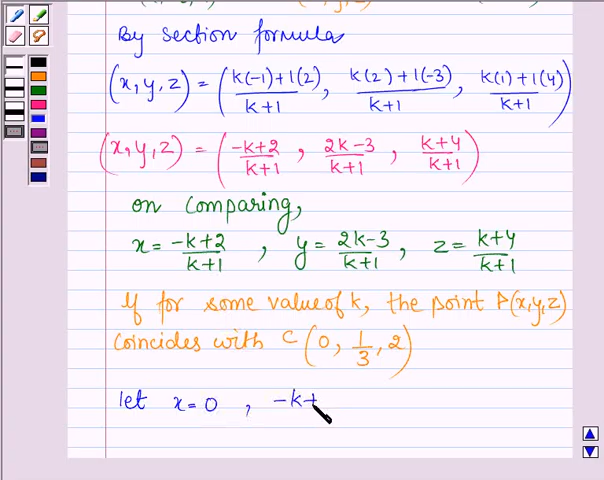 By section formula
(x, y, z) = (k(-1)+1(2)/k+1, k(2)+1(-3)/k+1, k(1)+1(4)/k+1)
(x, y, z) = (-k+2/k+1, 2k-3/k+1, k+4/k+1)
on comparing,
x = -k+2/k+1, y = 2k-3/k+1, z = k+4/k+1
If for some value of k, the point P(x, y, z)
coincides with C (0, 1/3, 2)
let x = 0, -k+